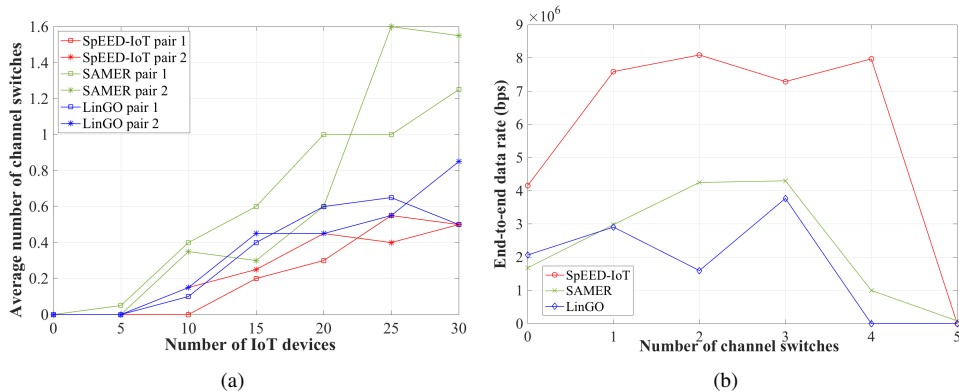 1.6
1.4
1.2
1
0.8
0.6
0.4
0.2
0
0
5
10
15
20
25
30
Average number of channel switches
Number of IoT devices
SpEED-IoT pair 1
SpEED-IoT pair 2
SAMER pair 1
SAMER pair 2
LinGO pair 1
LinGO pair 2
(a)
×10⁶
9
8
7
6
5
4
3
2
1
0
0
1
2
3
4
5
End-to-end data rate (bps)
Number of channel switches
SpEED-IoT
SAMER
LinGO
(b)